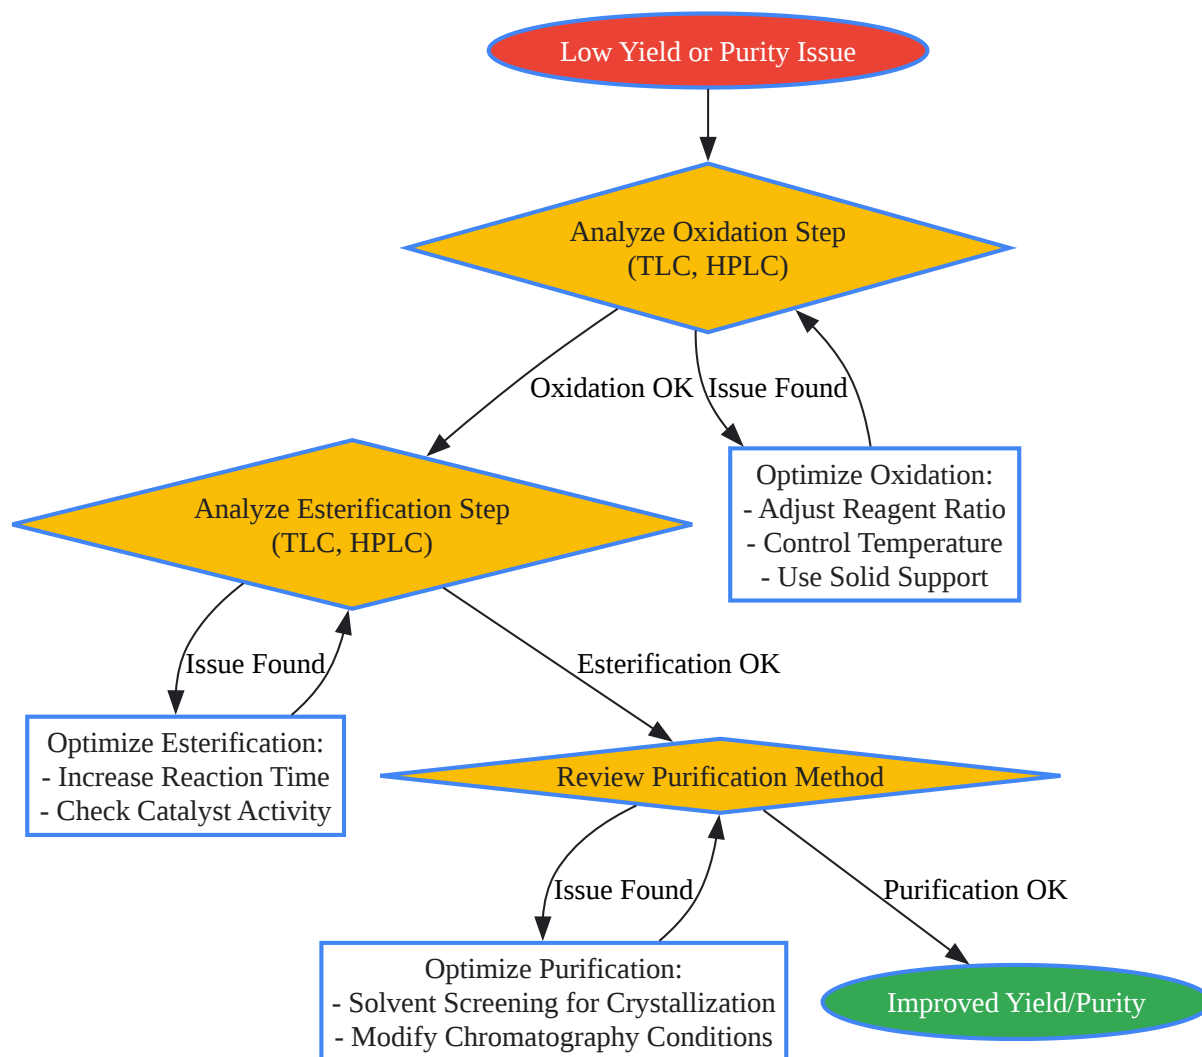 Low Yield or Purity Issue
Analyze Oxidation Step
(TLC, HPLC)
Oxidation OK
Issue Found
Optimize Oxidation:
- Adjust Reagent Ratio
- Control Temperature
- Use Solid Support
Analyze Esterification Step
(TLC, HPLC)
Issue Found
Esterification OK
Optimize Esterification:
- Increase Reaction Time
- Check Catalyst Activity
Review Purification Method
Issue Found
Purification OK
Optimize Purification:
- Solvent Screening for Crystallization
- Modify Chromatography Conditions
Improved Yield/Purity